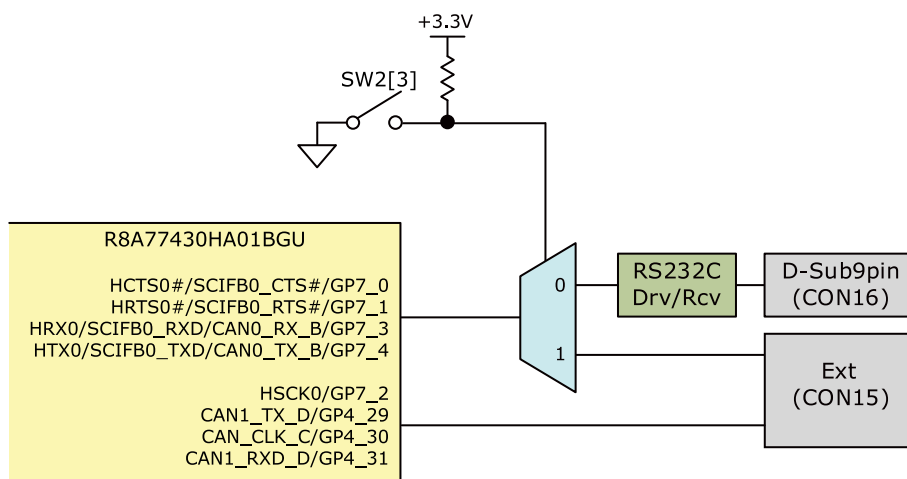 +3.3V
SW2[3]
R8A77430HA01BGU
HCTS0#/SCIFB0_CTS#/GP7_0
HRTS0#/SCIFB0_RTS#/GP7_1
HRX0/SCIFB0_RXD/CAN0_RX_B/GP7_3
HTX0/SCIFB0_TXD/CAN0_TX_B/GP7_4
HSCK0/GP7_2
CAN1_TX_D/GP4_29
CAN_CLK_C/GP4_30
CAN1_RXD_D/GP4_31
0
1
RS232C
Drv/Rcv
D-Sub9pin
(CON16)
Ext
(CON15)